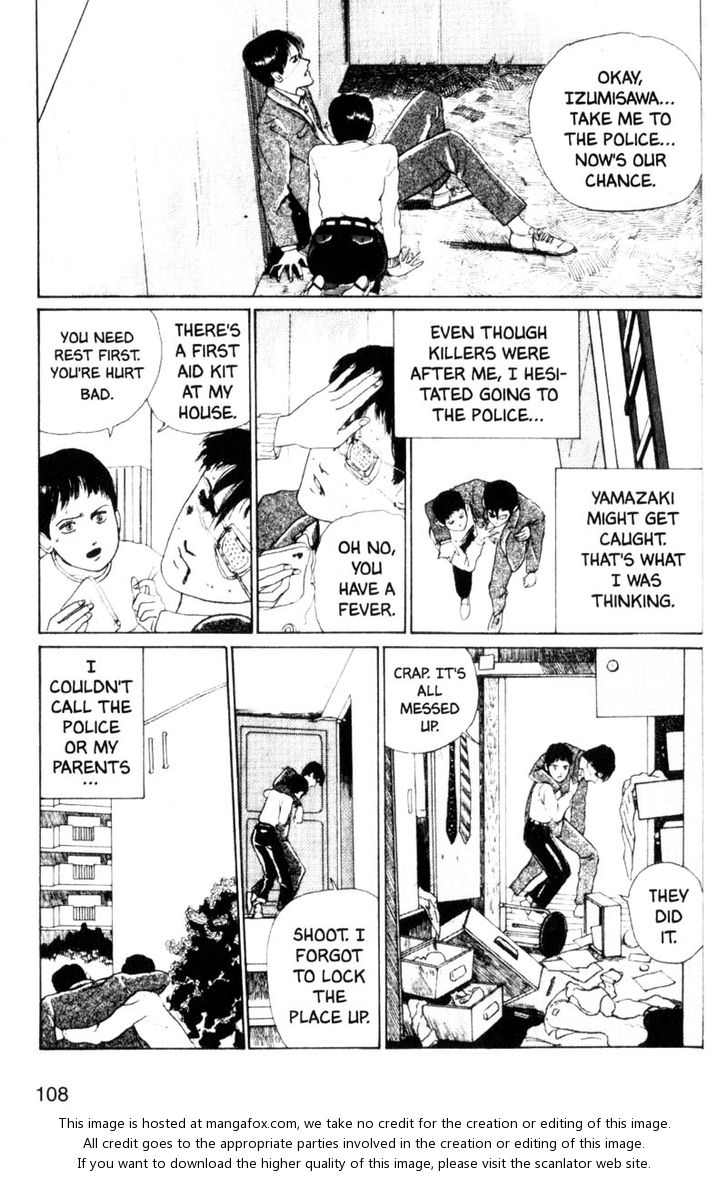 OKAY,
IZUMISAWA...
TAKE ME TO
THE POLICE...
NOW'S OUR
CHANCE.
YOU NEED
REST FIRST.
YOU'RE HURT
BAD.
THERE'S
A FIRST
AID KIT
AT MY
HOUSE.
OH NO,
YOU
HAVE A
FEVER.
EVEN THOUGH
KILLERS WERE
AFTER ME, I HESI-
TATED GOING TO
THE POLICE...
YAMAZAKI
MIGHT GET
CAUGHT.
THAT'S WHAT
I WAS
THINKING.
I
COULDN'T
CALL THE
POLICE
OR MY
PARENTS
...
SHOOT. I
FORGOT
TO LOCK
THE
PLACE UP.
CRAP. IT'S
ALL
MESSED
UP.
THEY
DID
IT.
108
This image is hosted at mangafox.com, we take no credit for the creation or editing of this image.
All credit goes to the appropriate parties involved in the creation or editing of this image.
If you want to download the higher quality of this image, please visit the scanlator web site.